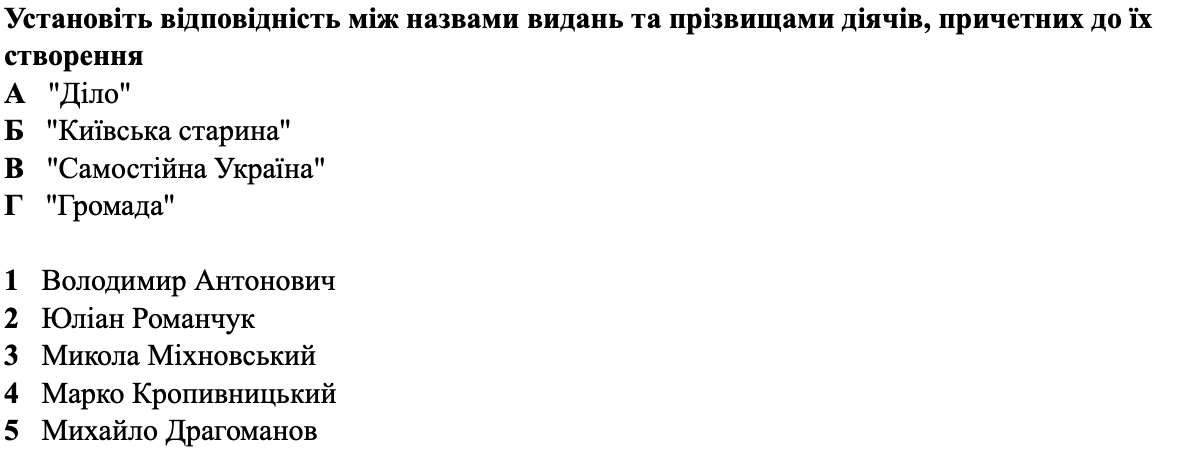 Установіть відповідність між назвами видань та прізвищами діячів, причетних до їх
створення
А "Діло"
Б "Київська старина"
В "Самостійна Україна"
Г "Громада"
1 Володимир Антонович
2 Юліан Романчук
3 Микола Міхновський
4 Марко Кропивницький
5 Михайло Драгоманов